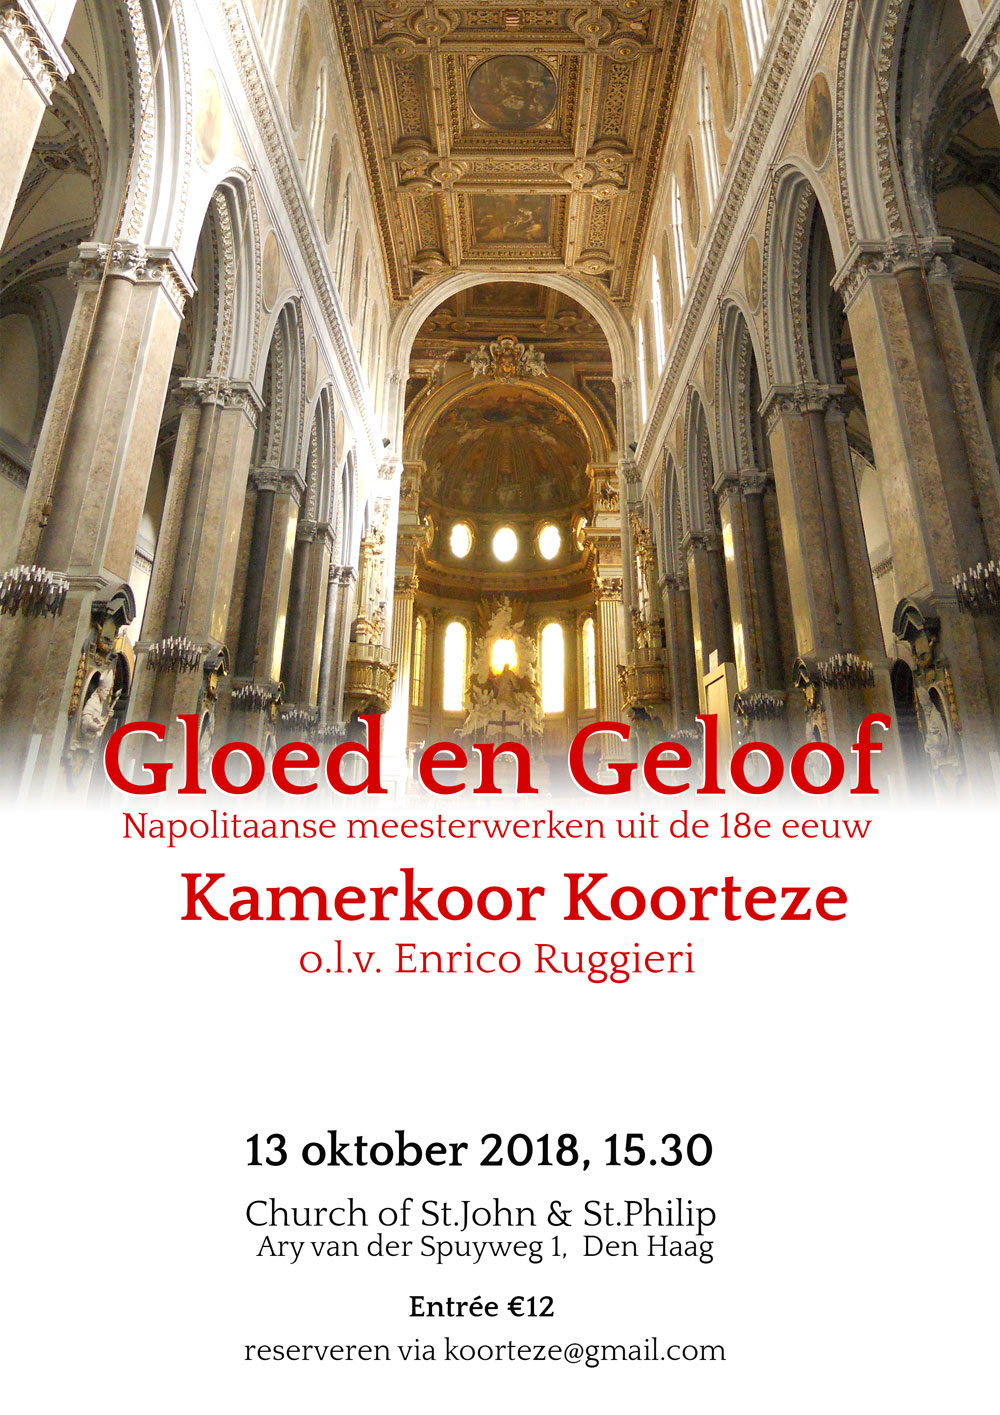 Gloed en Geloof
Napolitaanse meesterwerken uit de 18e eeuw
Kamerkoor Koorteze
o.l.v. Enrico Ruggieri
13 oktober 2018, 15.30
Church of St.John & St.Philip
Ary van der Spuyweg 1, Den Haag
Entrée €12
reserveren via koorteze@gmail.com